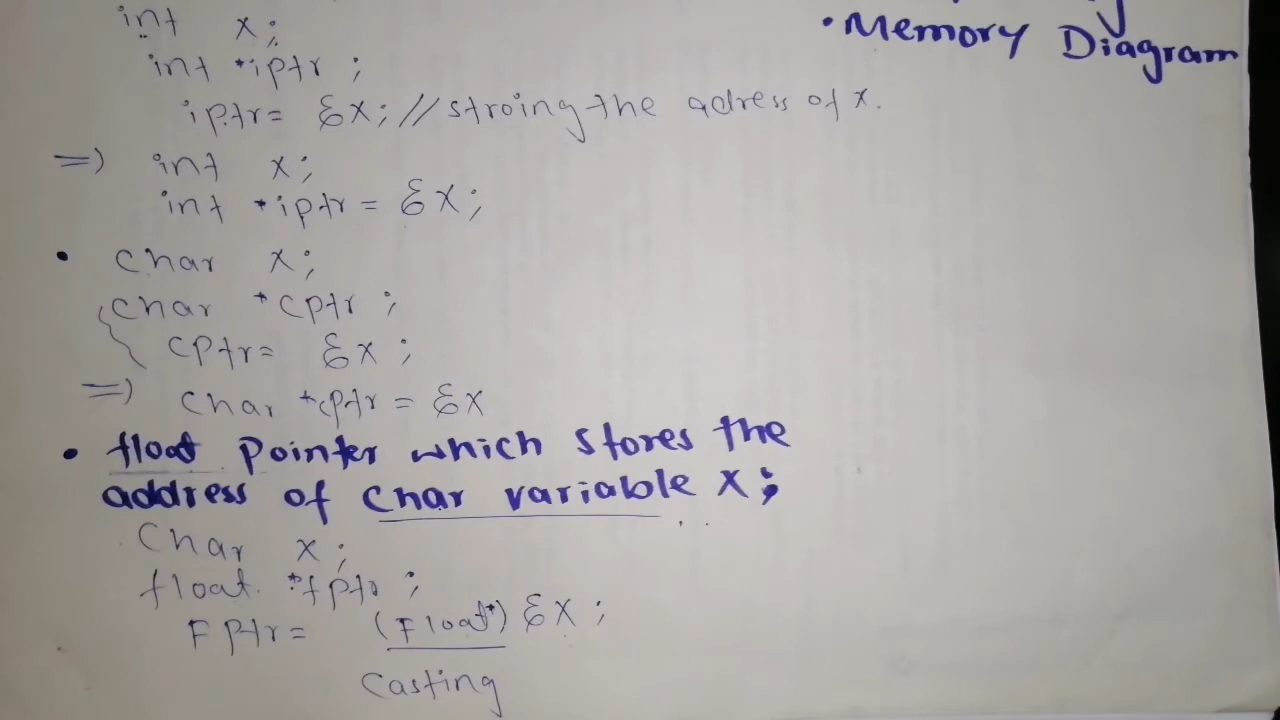 int x;
• Memory Diagram
int *iptr ;
iptr= &x; // stroing the adress of x.
=) int x;
int *iptr = &x;
• char x;
char *cptr ;
cptr= &x ;
=) char *cptr = &x
• float pointer which stores the
address of char variable x;
Char x;
float *fptr ;
Fptr= (Float*) &x ;
Casting